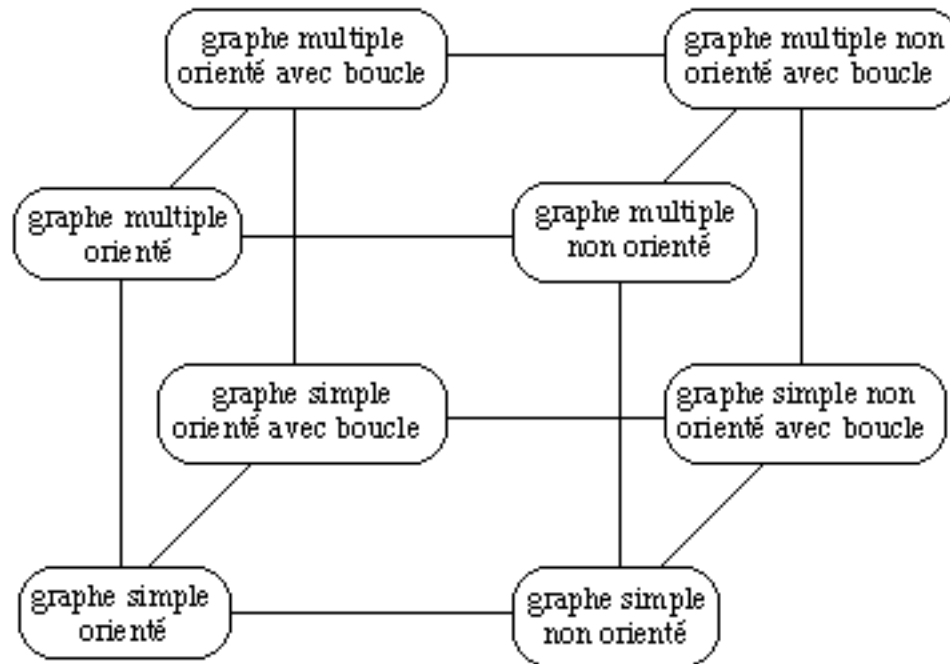 graphe multiple
orienté avec boucle
graphe multiple non
orienté avec boucle
graphe multiple
orienté
graphe multiple
non orienté
graphe simple
orienté avec boucle
graphe simple non
orienté avec boucle
graphe simple
orienté
graphe simple
non orienté